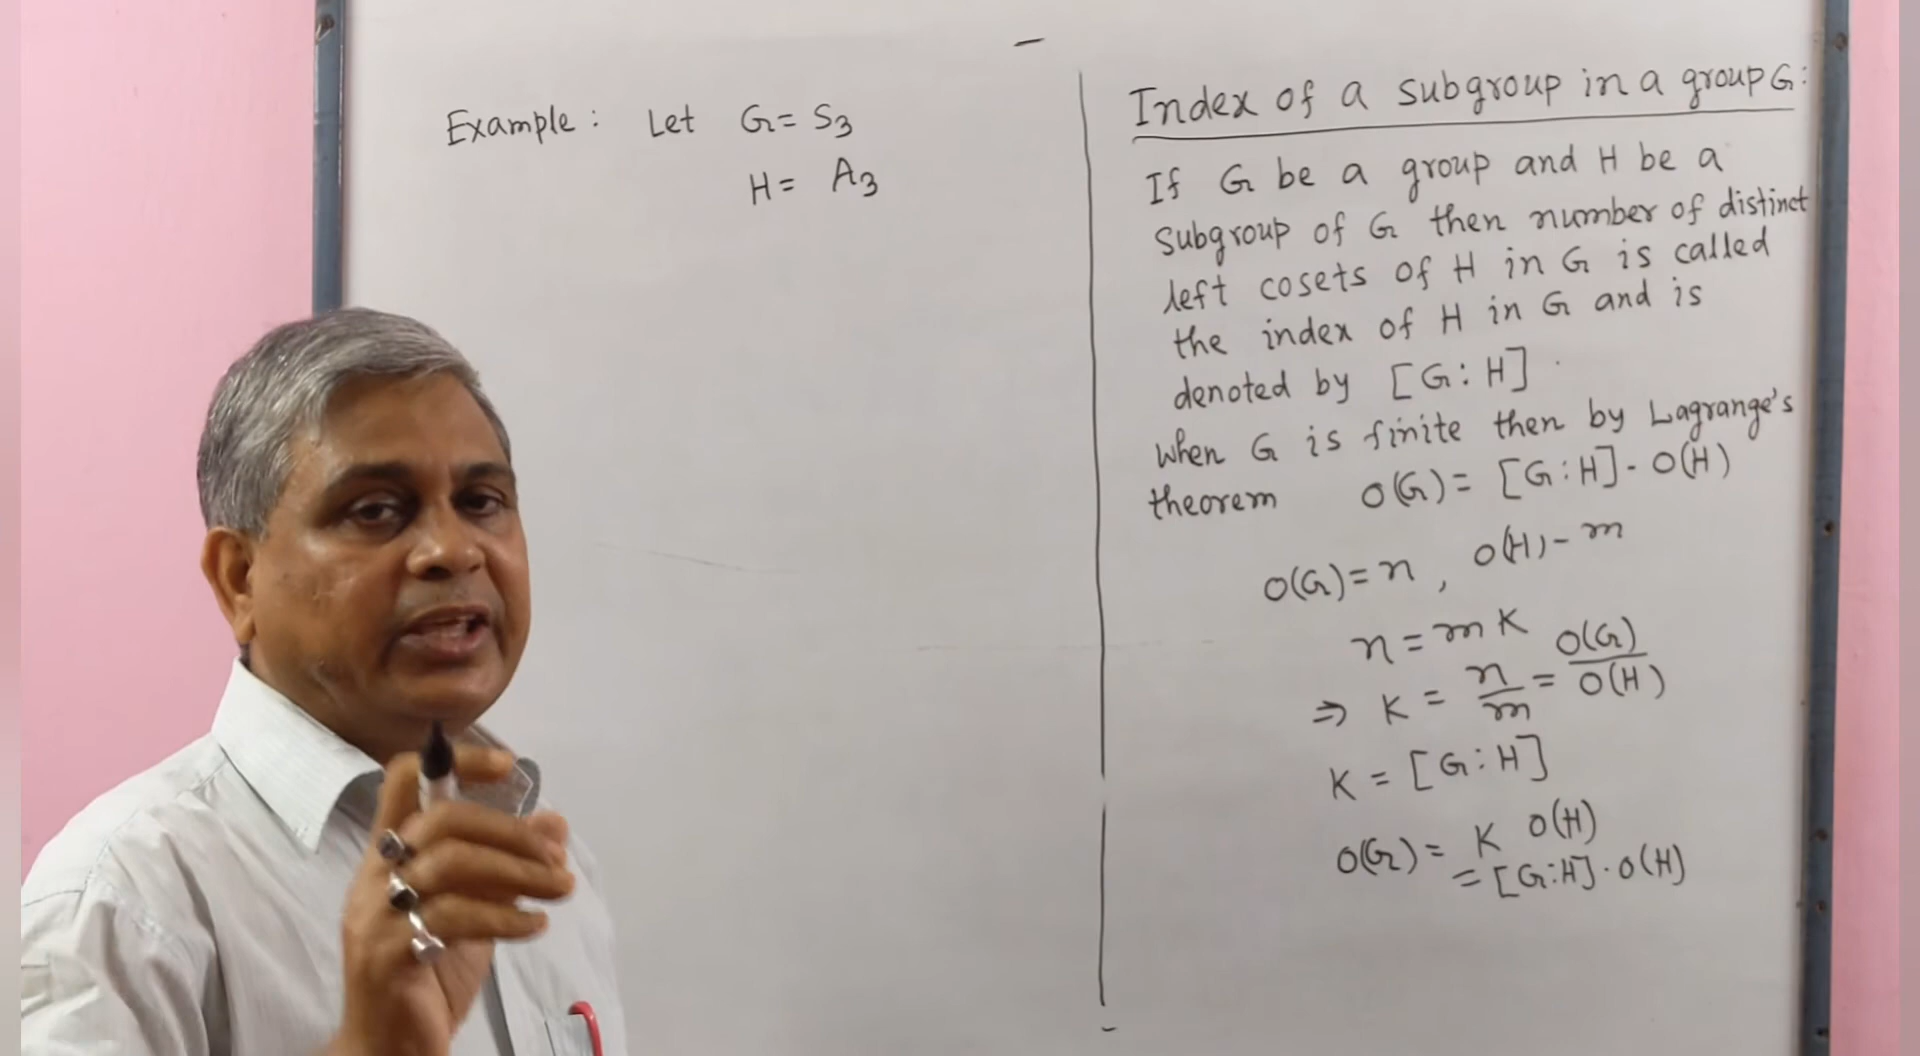 Example : Let G = S3
H = A3
Index of a subgroup in a group G :
If G be a group and H be a
subgroup of G then number of distinct
left cosets of H in G is called
the index of H in G and is
denoted by [G : H] .
when G is finite then by Lagrange's
theorem O(G) = [G : H] - O(H)
O(G) = n , O(H) - m
n = m K
⇒ K = n/m = O(G)/O(H)
K = [G : H]
O(G) = K O(H)
= [G:H] . O(H)